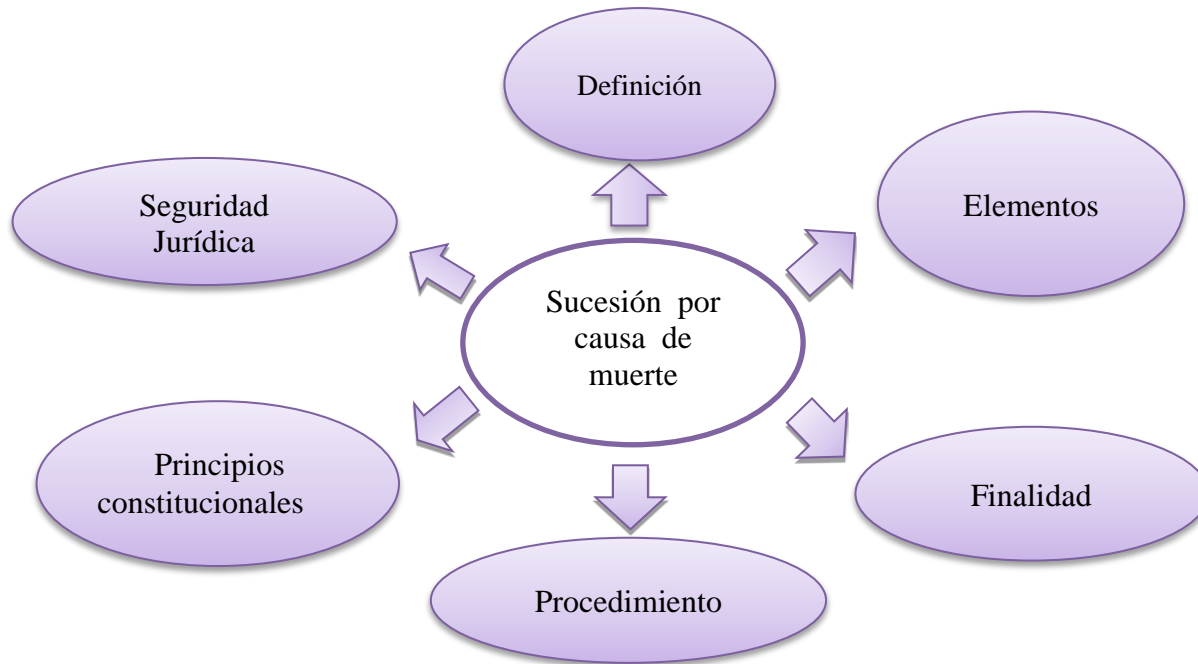 Definición
Elementos
Seguridad
Jurídica
Sucesión por
causa de
muerte
Principios
constitucionales
Finalidad
Procedimiento